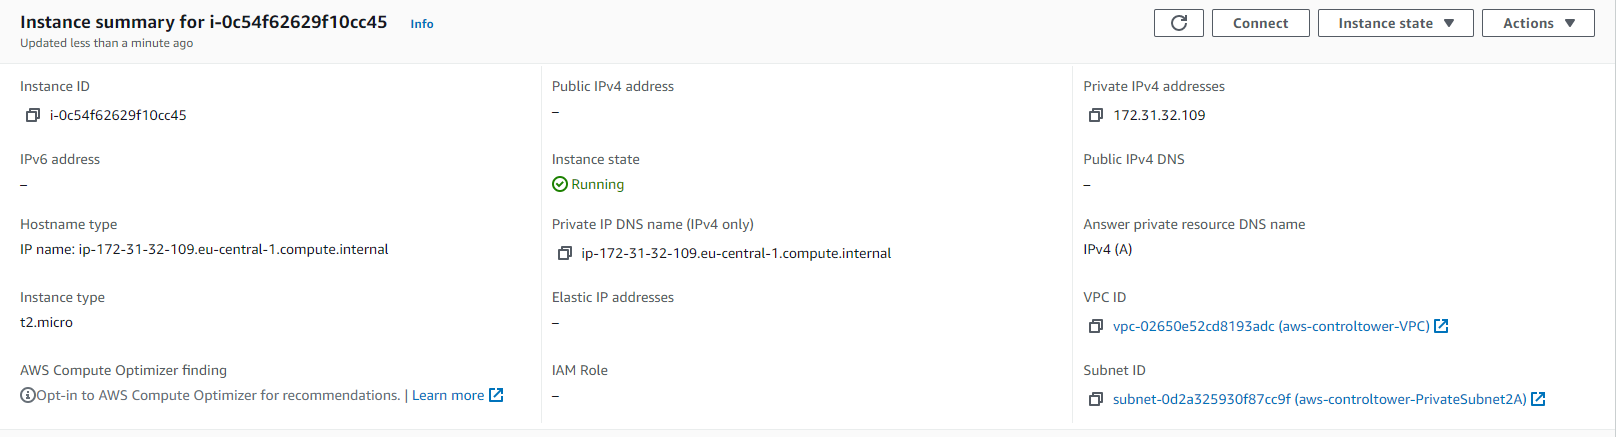 Instance summary for i-0c54f62629f10cc45 Info
Updated less than a minute ago
Connect
Instance state
Actions
Instance ID
i-0c54f62629f10cc45
Public IPv4 address
–
Private IPv4 addresses
172.31.32.109
IPv6 address
–
Instance state
Running
Public IPv4 DNS
–
Hostname type
IP name: ip-172-31-32-109.eu-central-1.compute.internal
Private IP DNS name (IPv4 only)
ip-172-31-32-109.eu-central-1.compute.internal
Answer private resource DNS name
IPv4 (A)
Instance type
t2.micro
Elastic IP addresses
–
VPC ID
vpc-02650e52cd8193adc (aws-controltower-VPC)
AWS Compute Optimizer finding
Opt-in to AWS Compute Optimizer for recommendations. | Learn more
IAM Role
–
Subnet ID
subnet-0d2a325930f87cc9f (aws-controltower-PrivateSubnet2A)